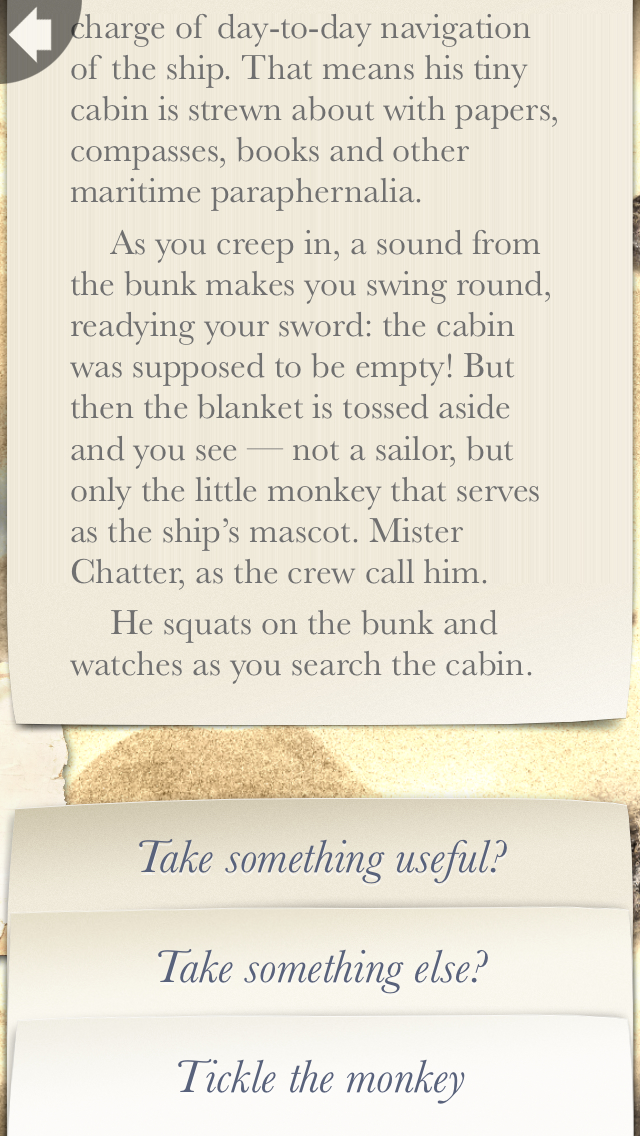 charge of day-to-day navigation
of the ship. That means his tiny
cabin is strewn about with papers,
compasses, books and other
maritime paraphernalia.
As you creep in, a sound from
the bunk makes you swing round,
readying your sword: the cabin
was supposed to be empty! But
then the blanket is tossed aside
and you see — not a sailor, but
only the little monkey that serves
as the ship’s mascot. Mister
Chatter, as the crew call him.
He squats on the bunk and
watches as you search the cabin.
Take something useful?
Take something else?
Tickle the monkey